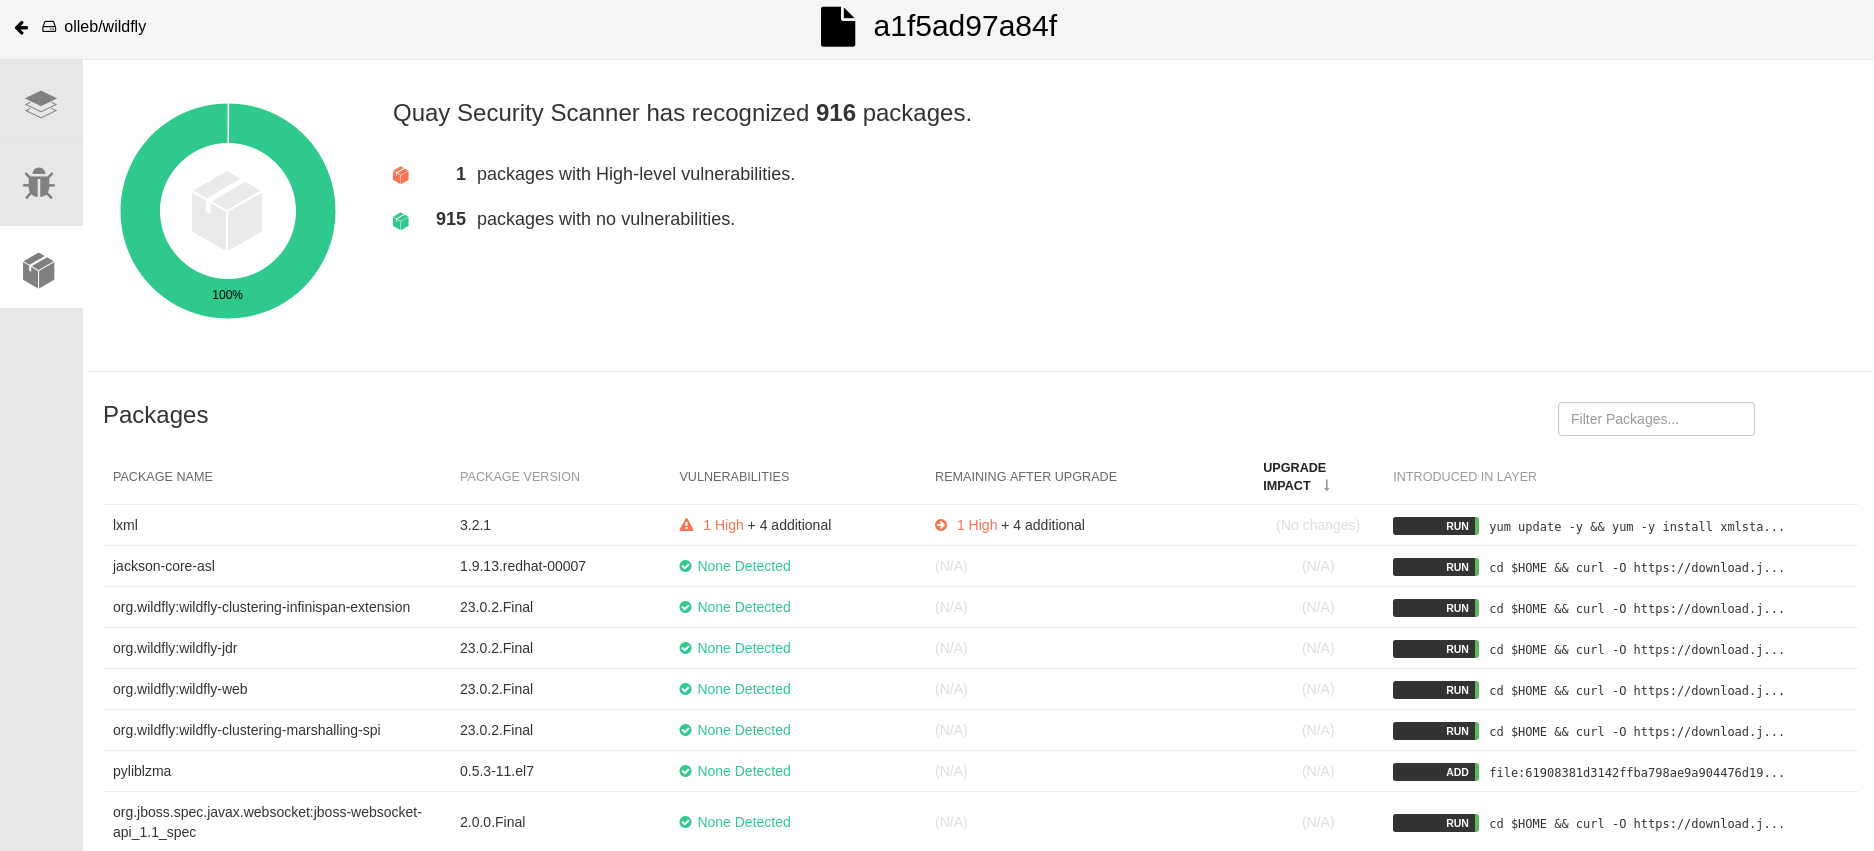 olleb/wildfly
a1f5ad97a84f
Quay Security Scanner has recognized 916 packages.
1 packages with High-level vulnerabilities.
915 packages with no vulnerabilities.
100%
Packages
Filter Packages...
PACKAGE NAME PACKAGE VERSION VULNERABILITIES REMAINING AFTER UPGRADE UPGRADE IMPACT INTRODUCED IN LAYER
lxml 3.2.1 1 High + 4 additional 1 High + 4 additional (No changes) RUN yum update -y && yum -y install xmlsta...
jackson-core-asl 1.9.13.redhat-00007 None Detected (N/A) (N/A) RUN cd $HOME && curl -O https://download.j...
org.wildfly:wildfly-clustering-infinispan-extension 23.0.2.Final None Detected (N/A) (N/A) RUN cd $HOME && curl -O https://download.j...
org.wildfly:wildfly-jdr 23.0.2.Final None Detected (N/A) (N/A) RUN cd $HOME && curl -O https://download.j...
org.wildfly:wildfly-web 23.0.2.Final None Detected (N/A) (N/A) RUN cd $HOME && curl -O https://download.j...
org.wildfly:wildfly-clustering-marshalling-spi 23.0.2.Final None Detected (N/A) (N/A) RUN cd $HOME && curl -O https://download.j...
pyliblzma 0.5.3-11.el7 None Detected (N/A) (N/A) ADD file:61908381d3142ffba798ae9a904476d19...
org.jboss.spec.javax.websocket:jboss-websocket-
api_1.1_spec 2.0.0.Final None Detected (N/A) (N/A) RUN cd $HOME && curl -O https://download.j...